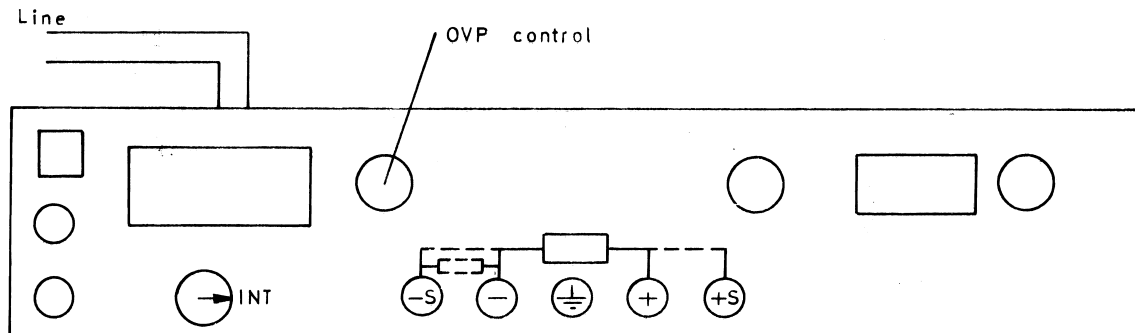 Line
OVP control
INT
-S - + +S